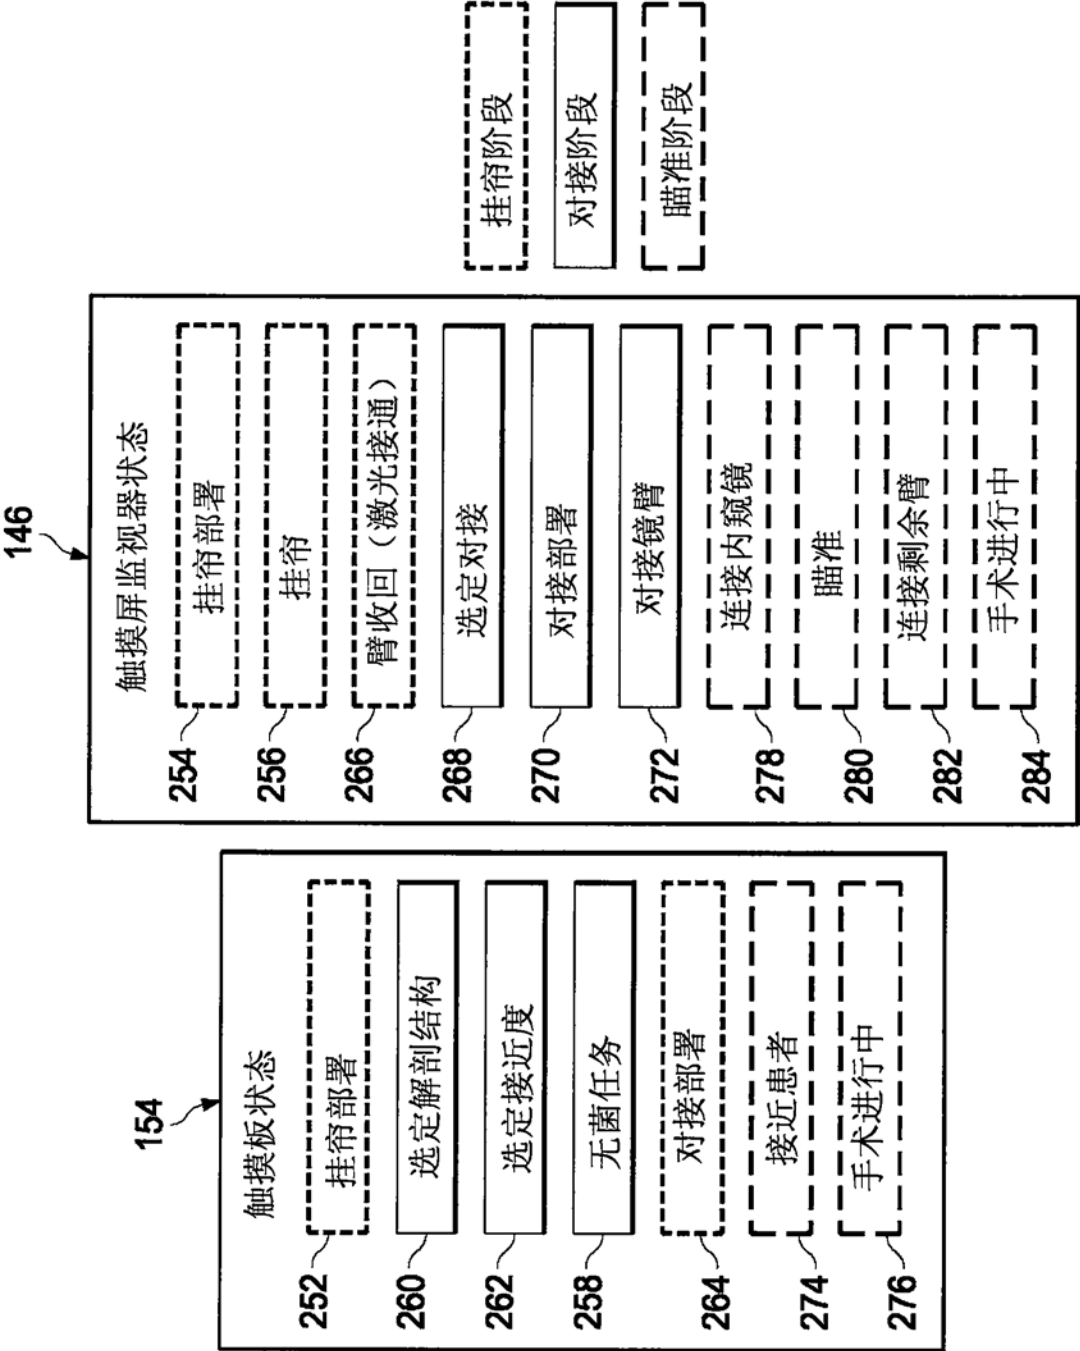 154
触摸板状态
252 挂帘部署
260 选定解剖结构
262 选定接近度
258 无菌任务
264 对接部署
274 接近患者
276 手术进行中
146
触摸屏监视器状态
254 挂帘部署
256 挂帘
266 臂收回（激光接通）
268 选定对接
270 对接部署
272 对接镜臂
278 连接内窥镜
280 瞄准
282 连接剩余臂
284 手术进行中
挂帘阶段
对接阶段
瞄准阶段